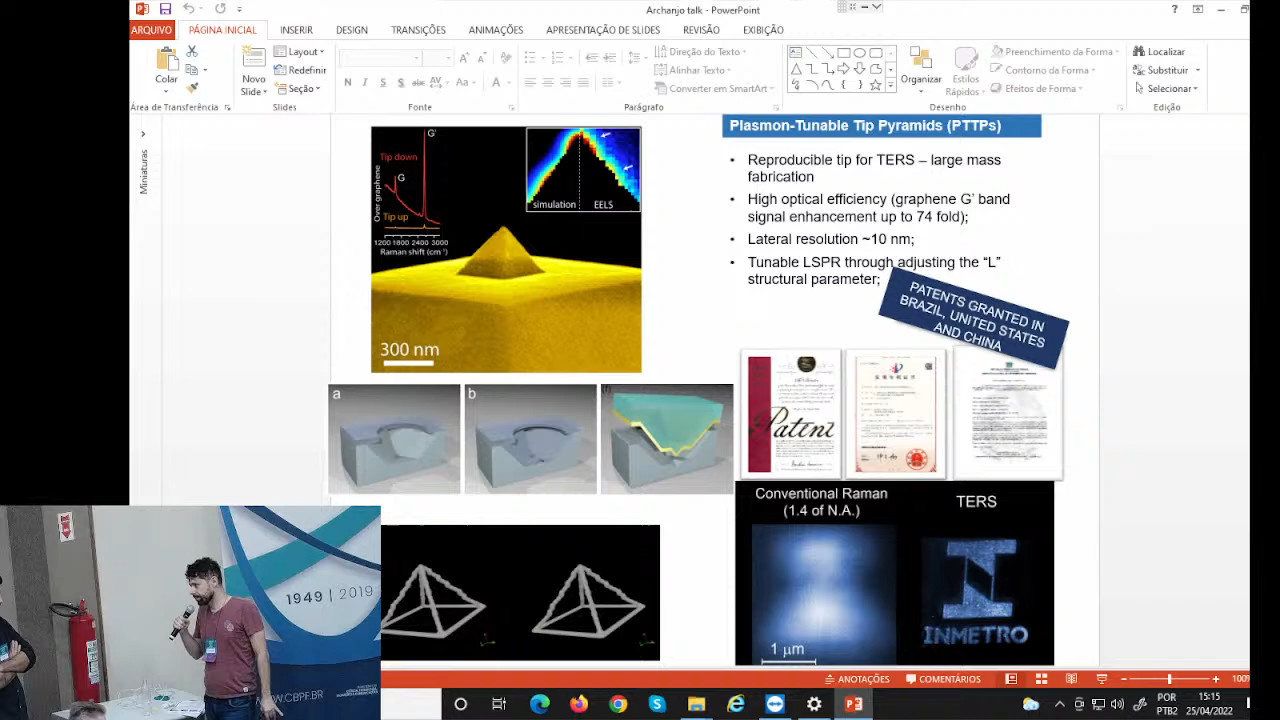 Archanjo talk - PowerPoint
?
ARQUIVO
PÁGINA INICIAL
INSERIR
DESIGN
TRANSIÇÕES
ANIMAÇÕES
APRESENTAÇÃO DE SLIDES
REVISÃO
EXIBIÇÃO
Colar
Novo
Slide
Layout
Redefinir
Seção
N
I
S
S
abc
AV
Aa
A
A
A
Direção do Texto
Alinhar Texto
Converter em SmartArt
Organizar
Estilos
Rápidos
Preenchimento da Forma
Contorno da Forma
Efeitos de Forma
Localizar
Substituir
Selecionar
Área de Transferência
Slides
Fonte
Parágrafo
Desenho
Edição
Miniaturas
G'
Tip down
G
Over graphene
Tip up
1200 1800 2400 3000
Raman shift (cm
simulation
EELS
300 nm
Plasmon-Tunable Tip Pyramids (PTTPs)
• Reproducible tip for TERS – large mass
fabrication
• High optical efficiency (graphene G' band
signal enhancement up to 74 fold);
• Lateral resolution ~10 nm;
• Tunable LSPR through adjusting the “L”
structural parameter;
PATENTS GRANTED IN
BRAZIL, UNITED STATES
AND CHINA
Patent
a
b
Conventional Raman
(1.4 of N.A.)
TERS
1 μm
INMETRO
1949 | 2019
WWW.CBPF.BR
ANOTAÇÕES
COMENTÁRIOS
100%
POR
PTB2
15:15
25/04/2022